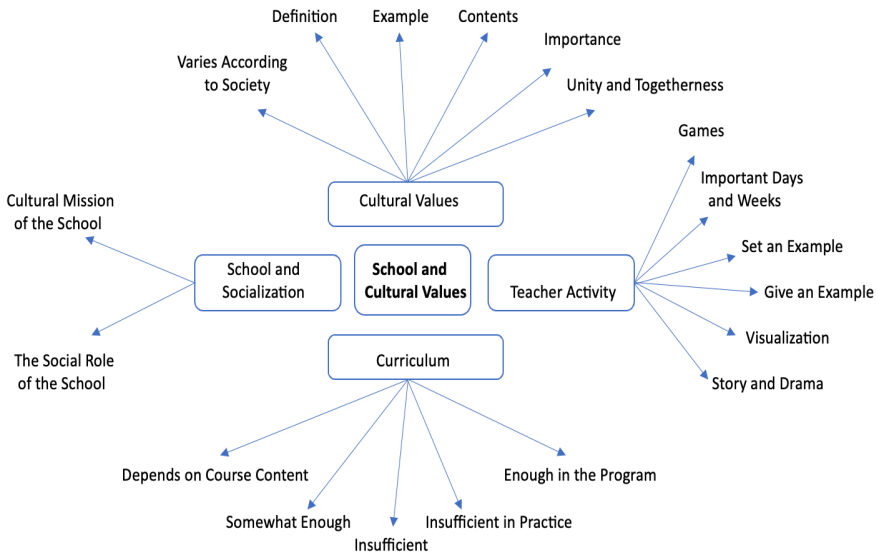 Definition
Example
Contents
Importance
Varies According
to Society
Unity and Togetherness
Games
Cultural Values
Important Days
and Weeks
Cultural Mission
of the School
Set an Example
School and
Socialization
School and
Cultural Values
Teacher Activity
Give an Example
Visualization
The Social Role
of the School
Curriculum
Story and Drama
Depends on Course Content
Enough in the Program
Somewhat Enough
Insufficient in Practice
Insufficient